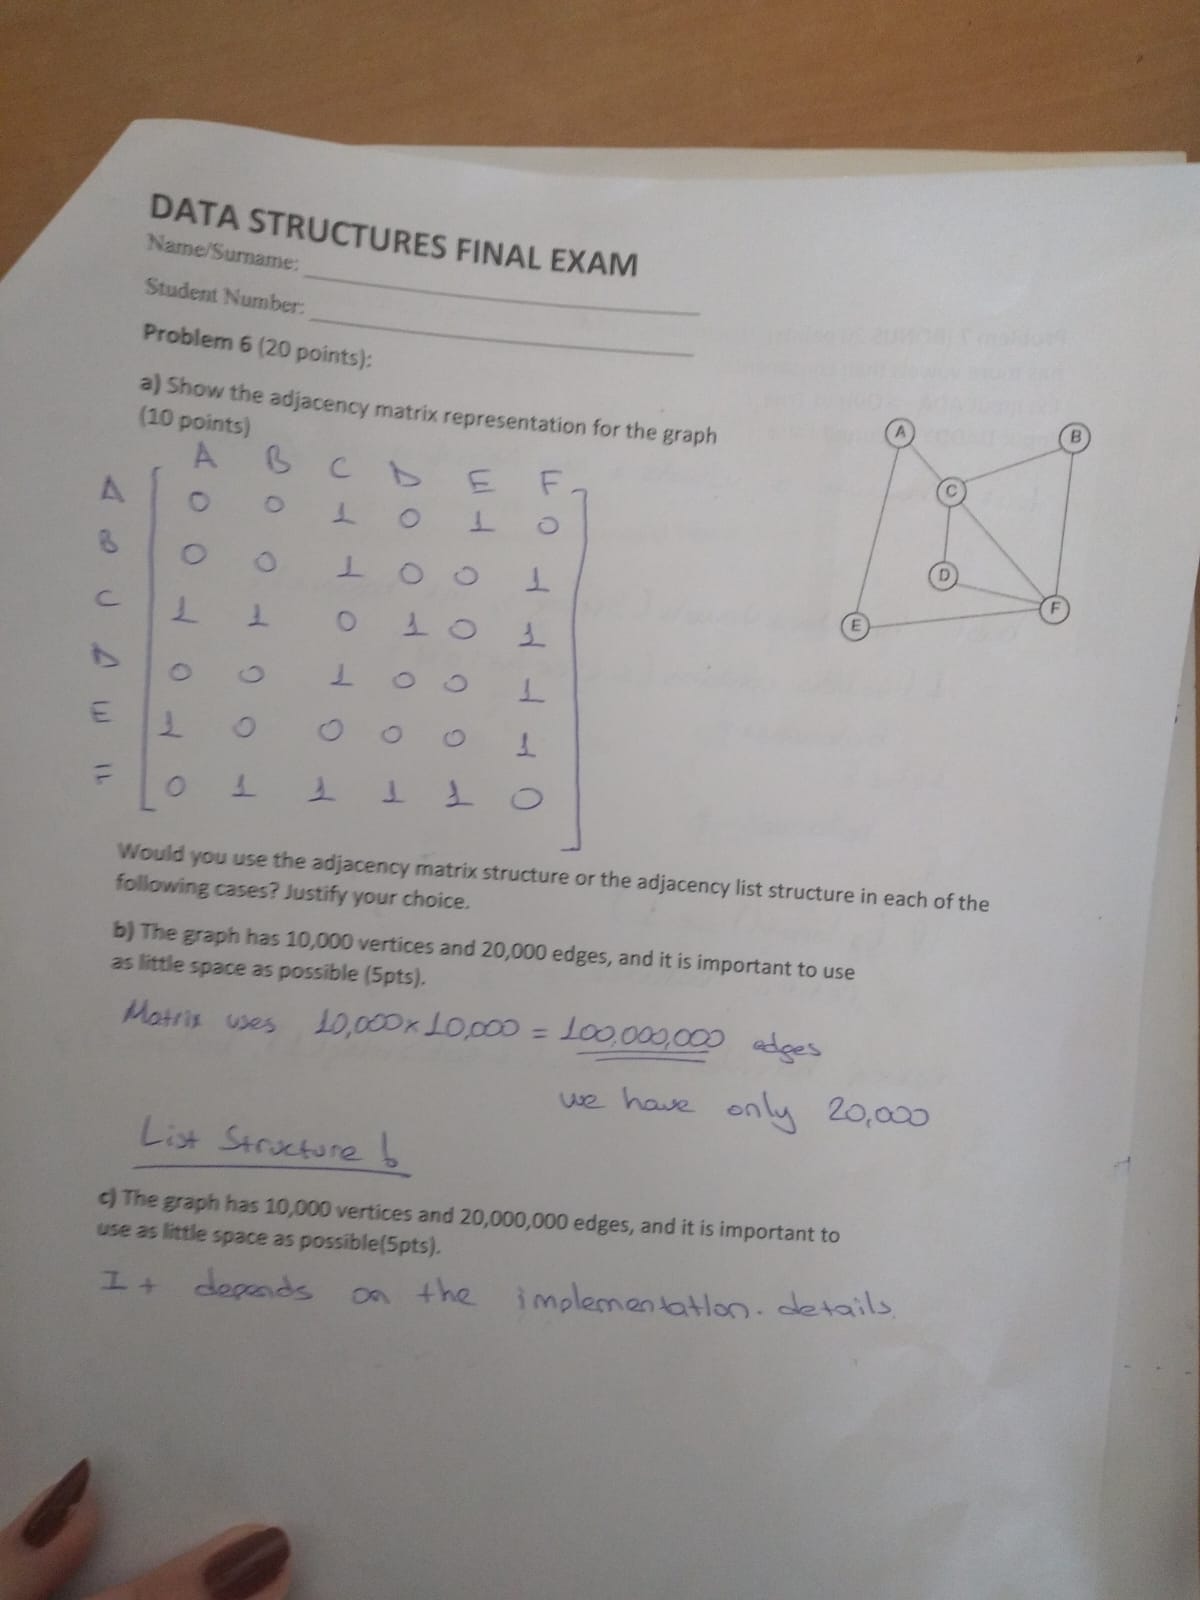 DATA STRUCTURES FINAL EXAM
Name/Surname:
Student Number:
Problem 6 (20 points):
a) Show the adjacency matrix representation for the graph
(10 points)
A B C D E F
A 0 0 1 0 1 0
B 0 0 1 0 0 1
C 1 1 0 1 0 1
D 0 0 1 0 0 1
E 1 0 0 0 0 1
F 0 1 1 1 1 0
A
B
C
D
E
F
Would you use the adjacency matrix structure or the adjacency list structure in each of the
following cases? Justify your choice.
b) The graph has 10,000 vertices and 20,000 edges, and it is important to use
as little space as possible (5pts).
Matrix uses 10,000x10,000 = 100,000,000 edges
we have only 20,000
List Structure
c) The graph has 10,000 vertices and 20,000,000 edges, and it is important to
use as little space as possible(5pts).
It depends on the implementation. details.